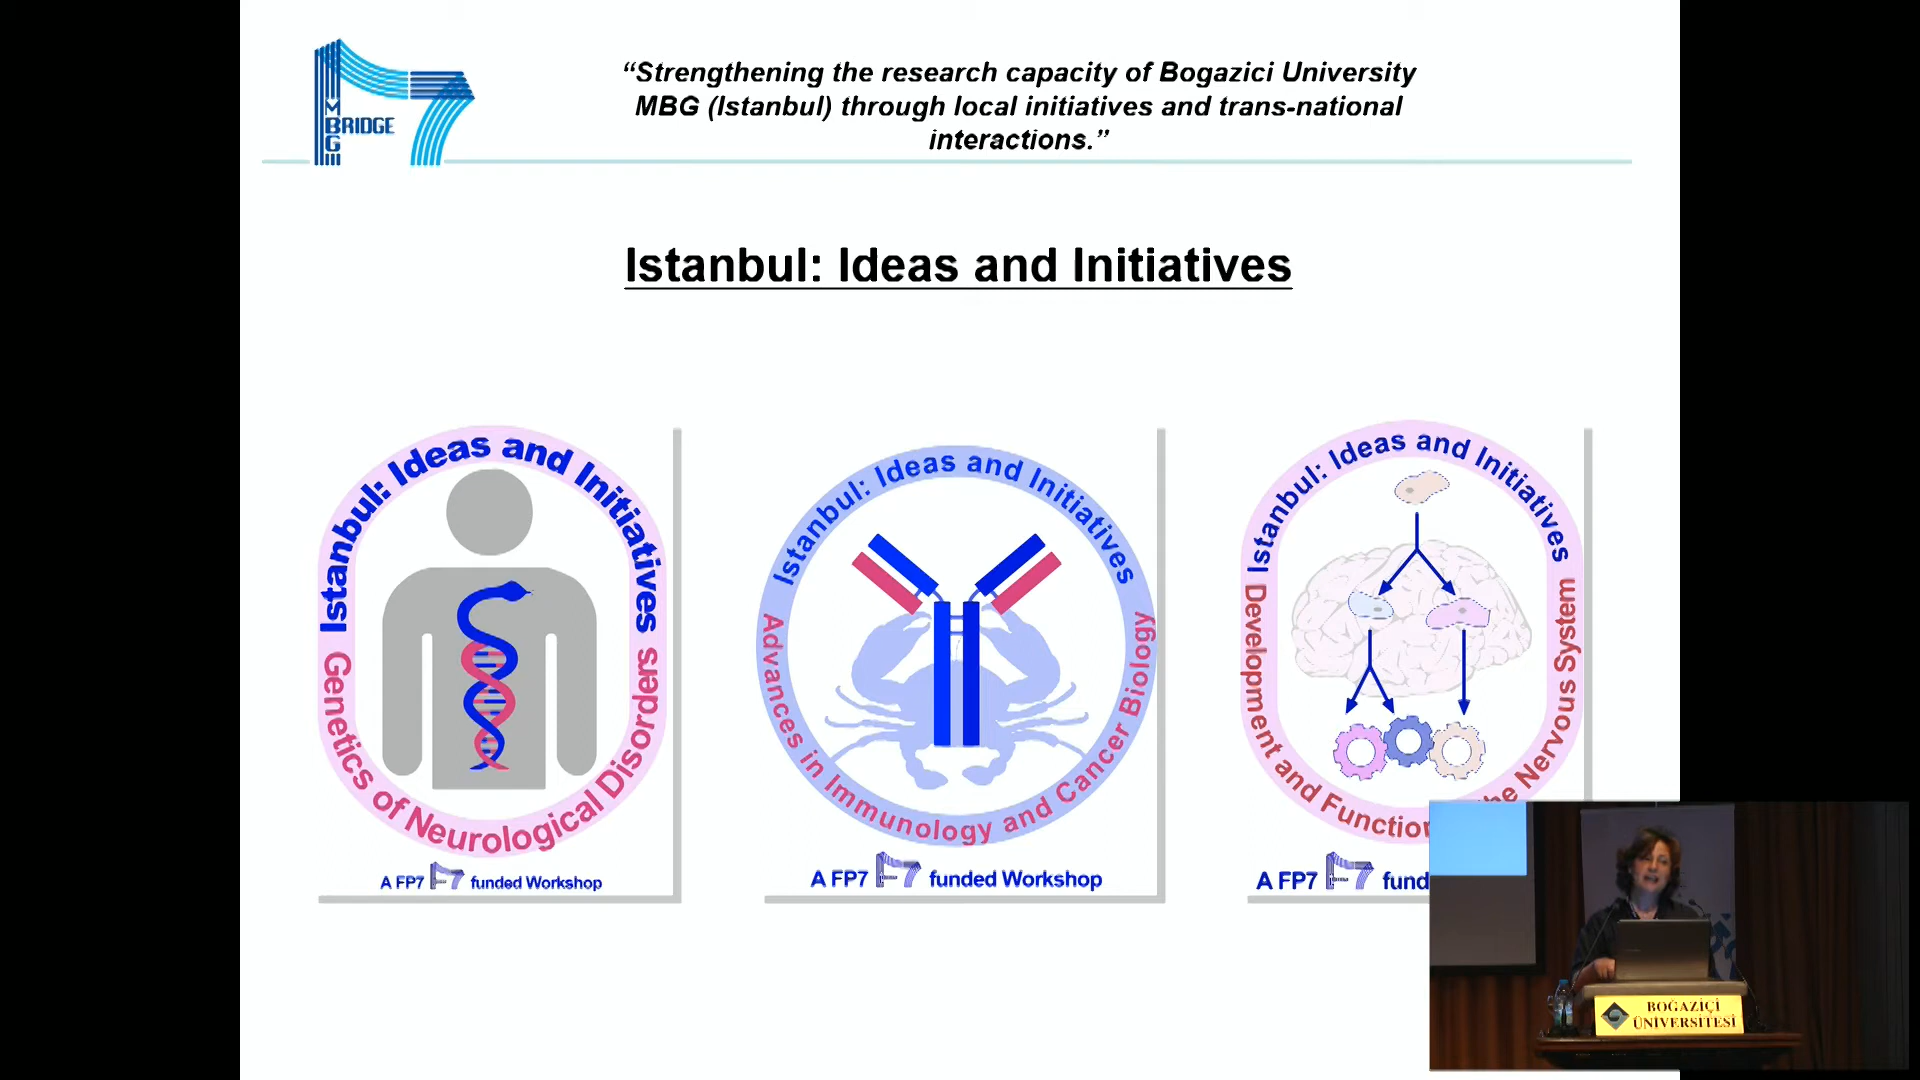 MBG
BRIDGE
“Strengthening the research capacity of Bogazici University
MBG (Istanbul) through local initiatives and trans-national
interactions.”
Istanbul: Ideas and Initiatives
Istanbul: Ideas and Initiatives
Genetics of Neurological Disorders
A FP7 funded Workshop
Istanbul: Ideas and Initiatives
Advances in Immunology and Cancer Biology
A FP7 funded Workshop
Istanbul: Ideas and Initiatives
Development and Function he Nervous System
A FP7 fund
BOĞAZİÇİ
ÜNİVERSİTESİ